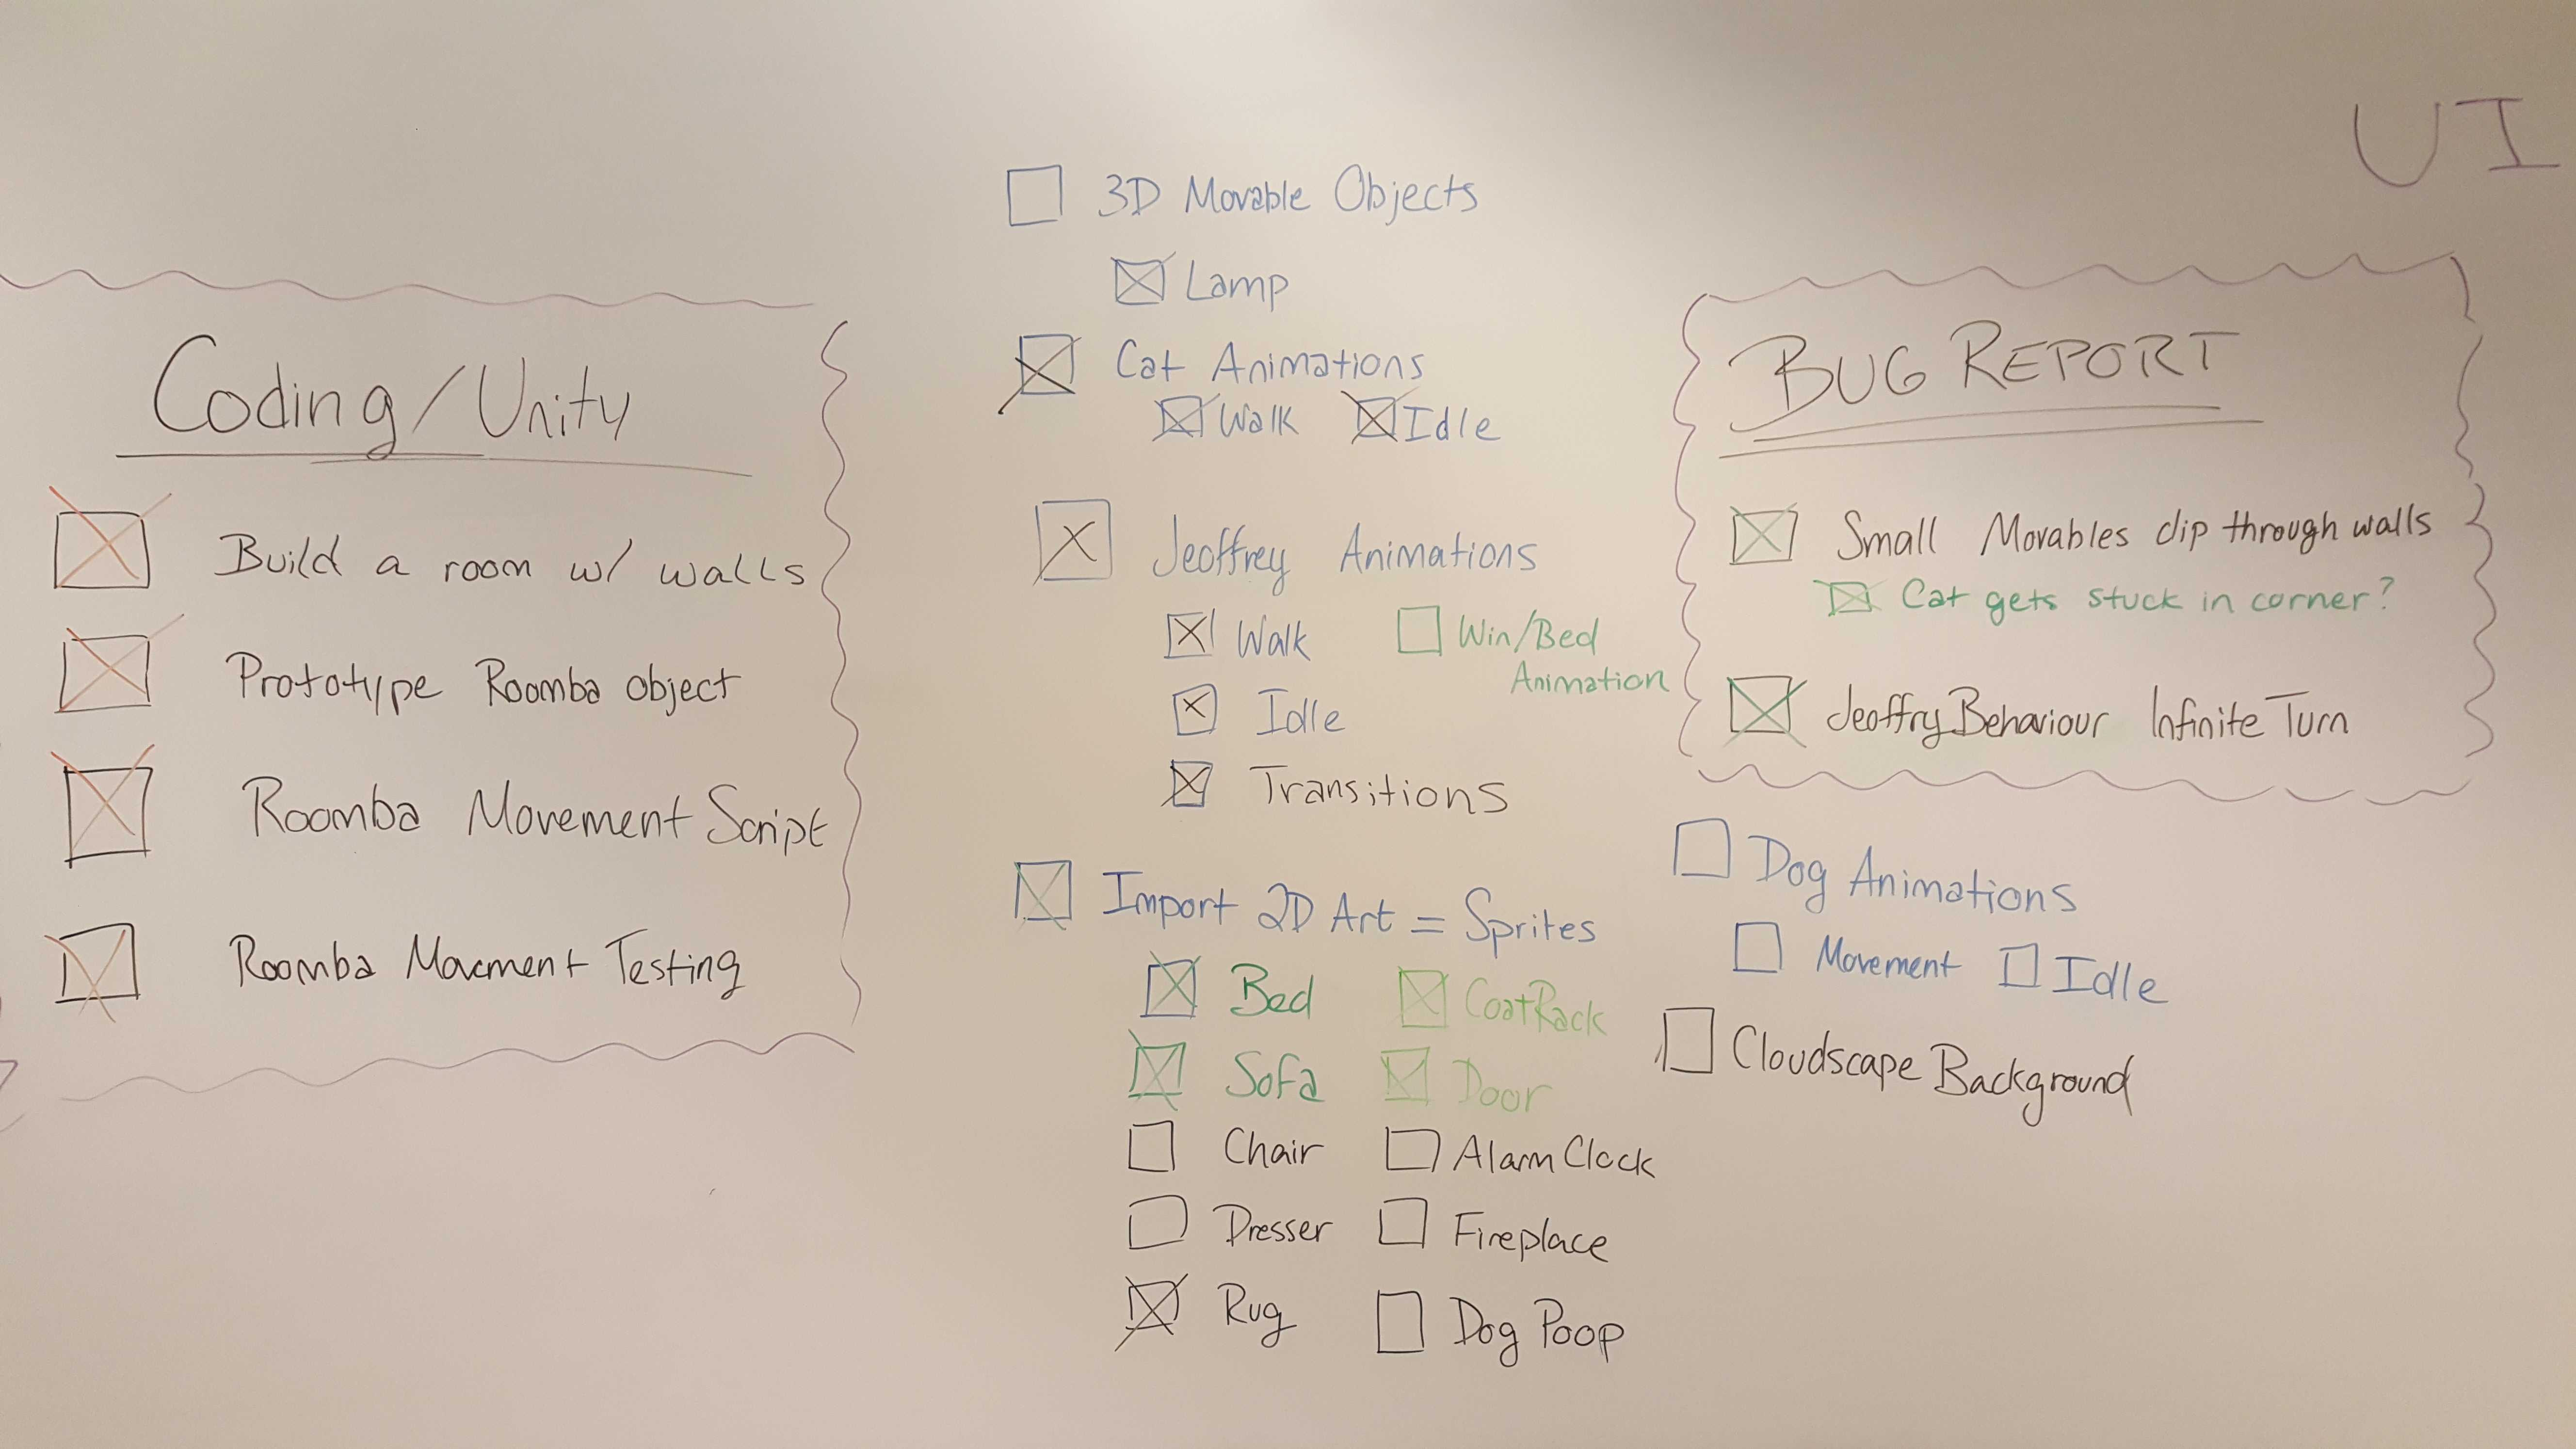 UI
Coding/Unity
Build a room w/ walls
Prototype Roomba object
Roomba Movement Script
Roomba Movement Testing
3D Movable Objects
Lamp
Cat Animations
Walk Idle
Jeoffrey Animations
Walk Win/Bed
Animation
Idle
Transitions
Import 2D Art = Sprites
Bed CoatRack
Sofa Door
Chair Alarm Clock
Dresser Fireplace
Rug Dog Poop
BUG REPORT
Small Movables clip through walls
Cat gets stuck in corner?
Jeoffry Behaviour Infinite Turn
Dog Animations
Movement Idle
Cloudscape Background